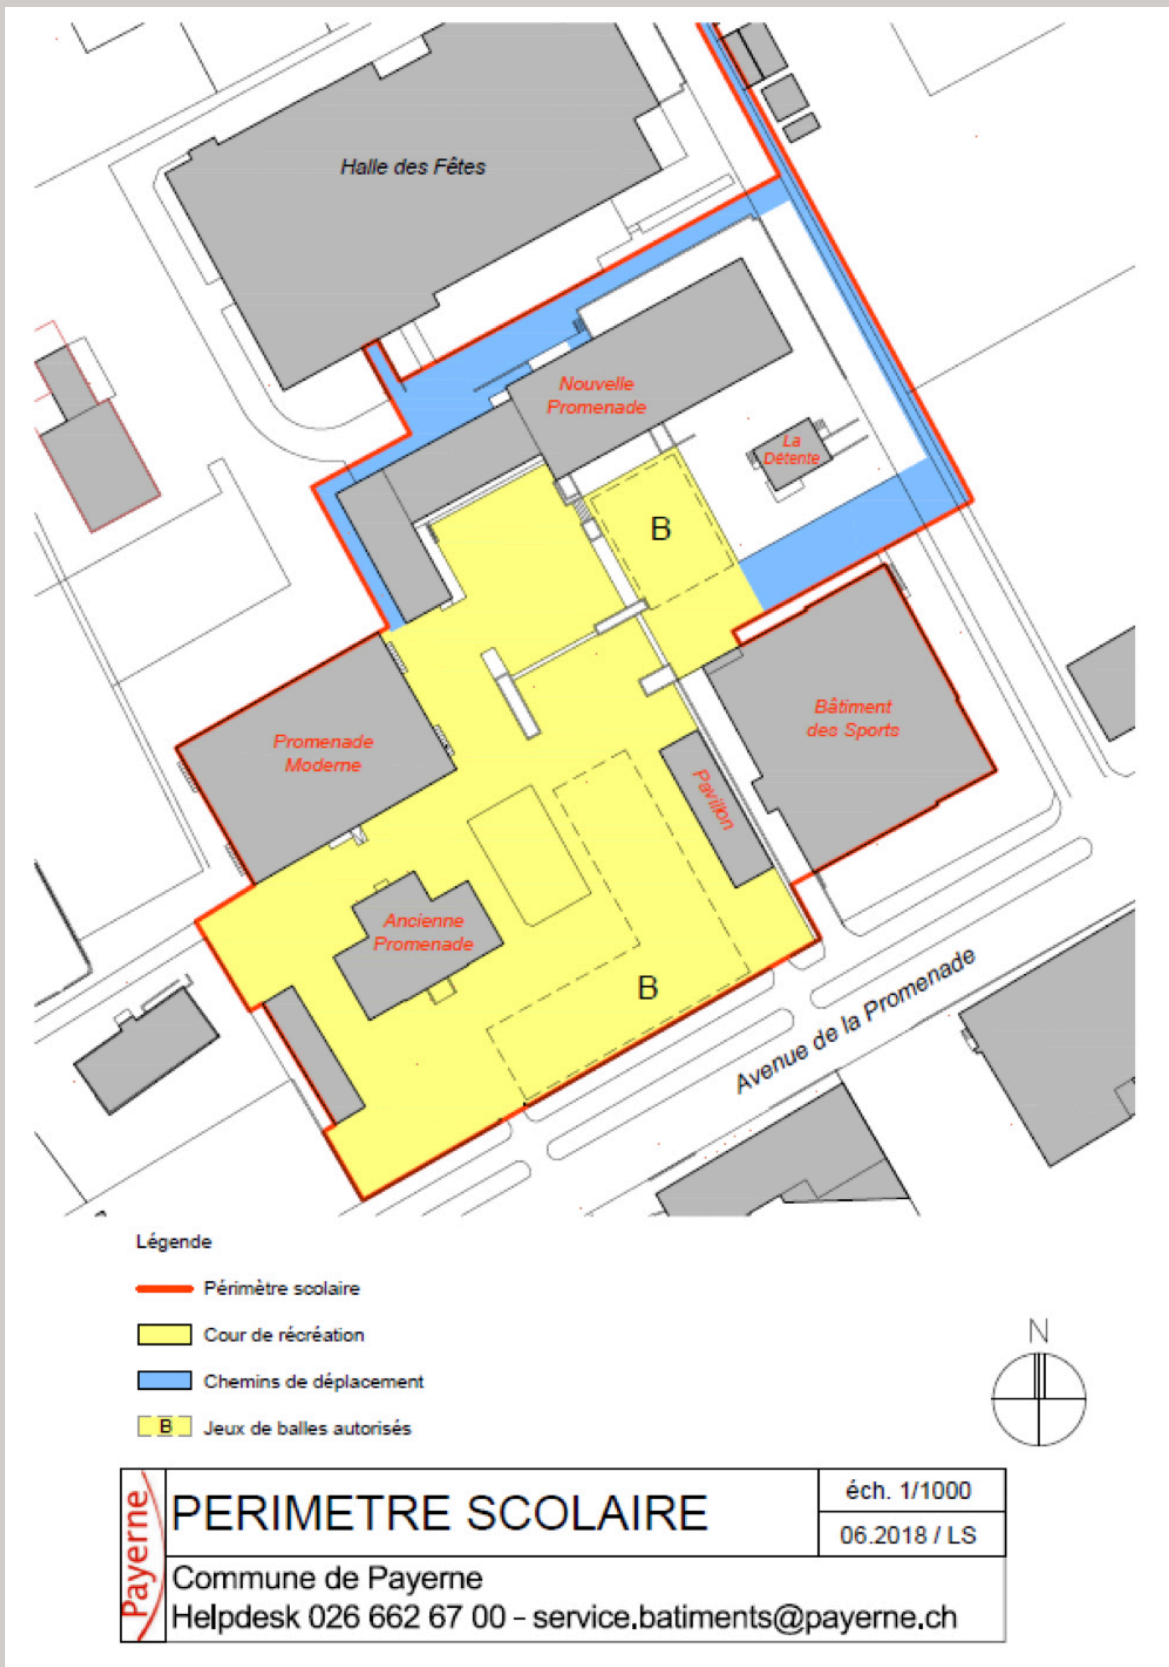 Halle des Fêtes
Nouvelle
Promenade
La
Détente
B
Promenade
Moderne
Bâtiment
des Sports
Pavillon
Ancienne
Promenade
B
Avenue de la Promenade
Légende
Périmètre scolaire
Cour de récréation
Chemins de déplacement
B Jeux de balles autorisés
N
Payerne
PERIMETRE SCOLAIRE
éch. 1/1000
06.2018 / LS
Commune de Payerne
Helpdesk 026 662 67 00 - service.batiments@payerne.ch